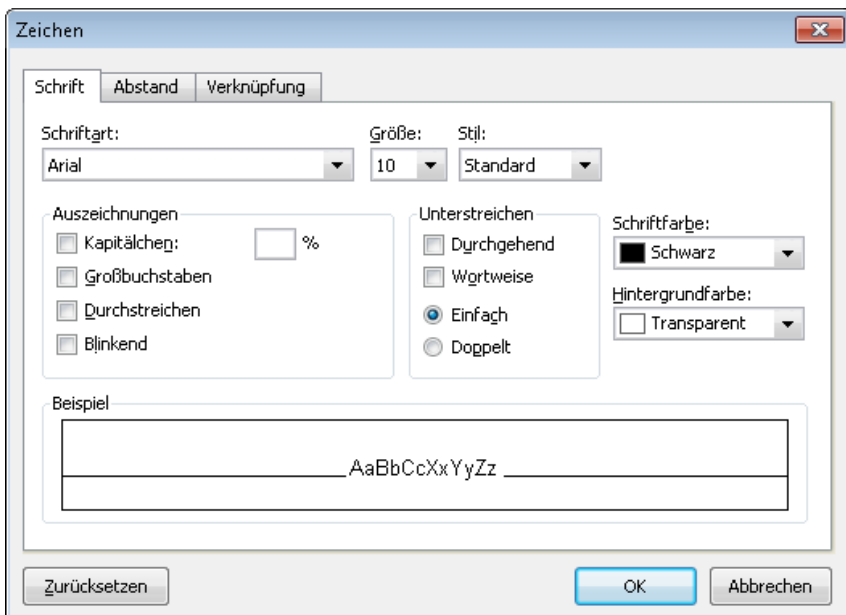 Zeichen
Schrift Abstand Verknüpfung
Schriftart: Größe: Stil:
Arial 10 Standard
Auszeichnungen Unterstreichen
Schriftfarbe:
Kapitälchen: % Durchgehend
Schwarz
Großbuchstaben Wortweise
Hintergrundfarbe:
Durchstreichen Einfach
Transparent
Blinkend Doppelt
Beispiel
AaBbCcXxYyZz
Zurücksetzen OK Abbrechen